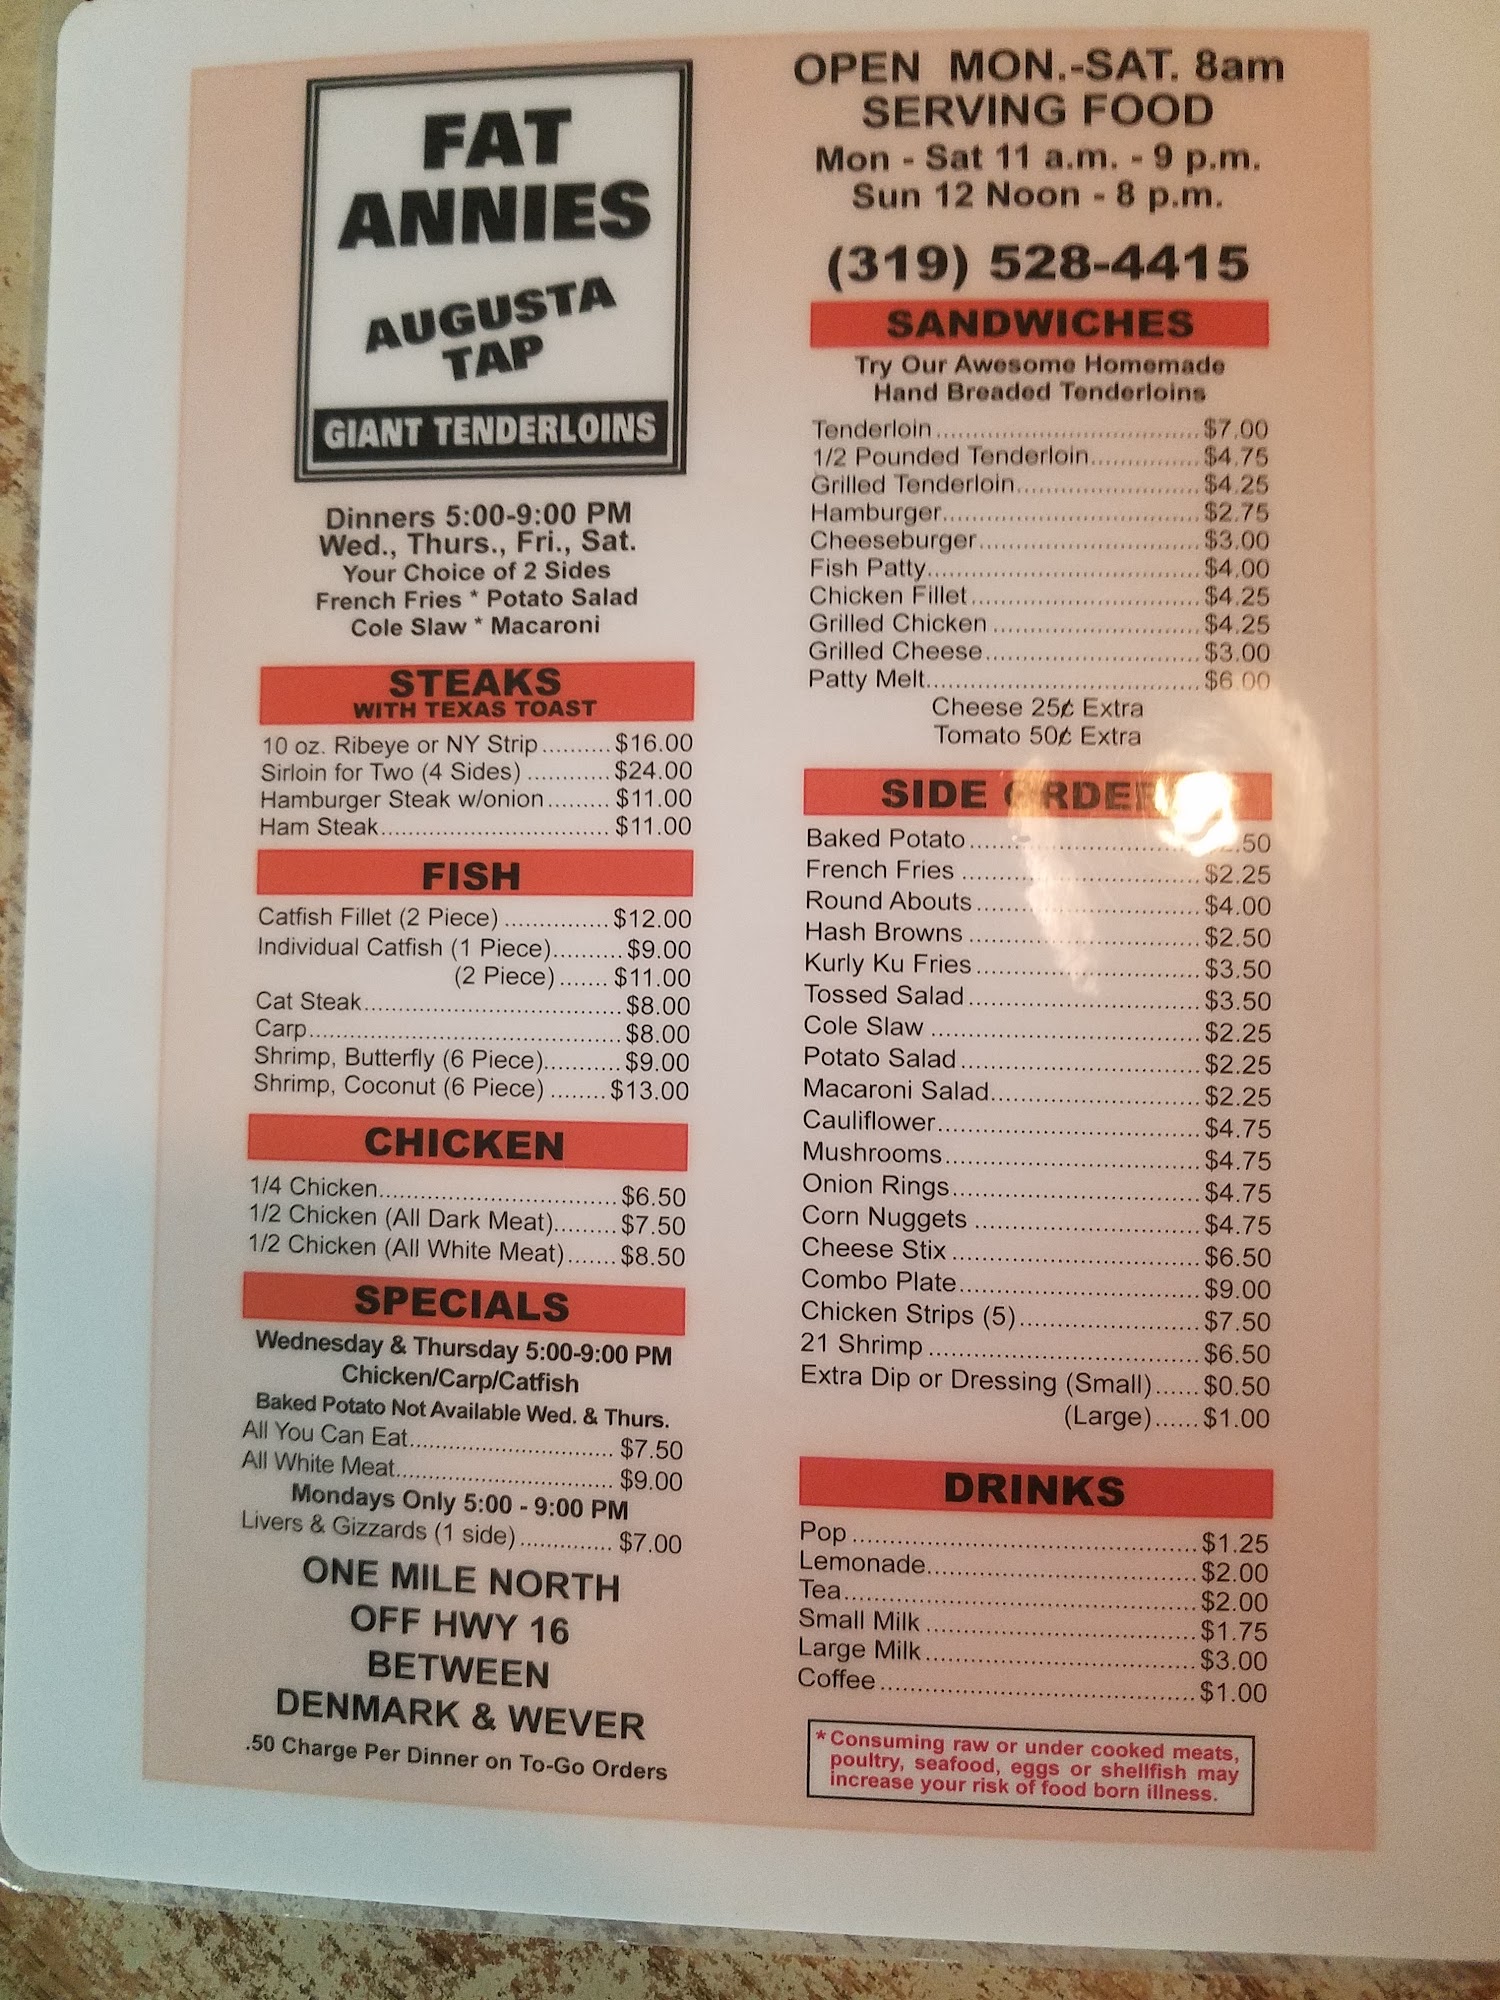 FAT
ANNIES
AUGUSTA
TAP
GIANT TENDERLOINS
Dinners 5:00-9:00 PM
Wed., Thurs., Fri., Sat.
Your Choice of 2 Sides
French Fries * Potato Salad
Cole Slaw * Macaroni
STEAKS
WITH TEXAS TOAST
10 oz. Ribeye or NY Strip.......... $16.00
Sirloin for Two (4 Sides) ............ $24.00
Hamburger Steak w/onion......... $11.00
Ham Steak................................. $11.00
FISH
Catfish Fillet (2 Piece) ............... $12.00
Individual Catfish (1 Piece).......... $9.00
(2 Piece)....... $11.00
Cat Steak..................................... $8.00
Carp............................................. $8.00
Shrimp, Butterfly (6 Piece)........... $9.00
Shrimp, Coconut (6 Piece) ........ $13.00
CHICKEN
1/4 Chicken.................................. $6.50
1/2 Chicken (All Dark Meat)......... $7.50
1/2 Chicken (All White Meat)....... $8.50
SPECIALS
Wednesday & Thursday 5:00-9:00 PM
Chicken/Carp/Catfish
Baked Potato Not Available Wed. & Thurs.
All You Can Eat............................. $7.50
All White Meat............................... $9.00
Mondays Only 5:00 - 9:00 PM
Livers & Gizzards (1 side)............. $7.00
ONE MILE NORTH
OFF HWY 16
BETWEEN
DENMARK & WEVER
.50 Charge Per Dinner on To-Go Orders
OPEN MON.-SAT. 8am
SERVING FOOD
Mon - Sat 11 a.m. - 9 p.m.
Sun 12 Noon - 8 p.m.
(319) 528-4415
SANDWICHES
Try Our Awesome Homemade
Hand Breaded Tenderloins
Tenderloin..................................... $7.00
1/2 Pounded Tenderloin............... $4.75
Grilled Tenderloin......................... $4.25
Hamburger................................... $2.75
Cheeseburger.............................. $3.00
Fish Patty..................................... $4.00
Chicken Fillet............................... $4.25
Grilled Chicken ............................ $4.25
Grilled Cheese............................. $3.00
Patty Melt..................................... $6.00
Cheese 25¢ Extra
Tomato 50¢ Extra
SIDE
Baked Potato
French Fries ................................. $2.25
Round Abouts............................... $4.00
Hash Browns ................................ $2.50
Kurly Ku Fries............................... $3.50
Tossed Salad................................ $3.50
Cole Slaw ..................................... $2.25
Potato Salad................................. $2.25
Macaroni Salad............................. $2.25
Cauliflower.................................... $4.75
Mushrooms................................... $4.75
Onion Rings.................................. $4.75
Corn Nuggets ............................... $4.75
Cheese Stix .................................. $6.50
Combo Plate................................. $9.00
Chicken Strips (5)......................... $7.50
21 Shrimp ..................................... $6.50
Extra Dip or Dressing (Small)...... $0.50
(Large)...... $1.00
DRINKS
Pop ............................................... $1.25
Lemonade..................................... $2.00
Tea................................................ $2.00
Small Milk ..................................... $1.75
Large Milk ..................................... $3.00
Coffee........................................... $1.00
* Consuming raw or under cooked meats,
poultry, seafood, eggs or shellfish may
increase your risk of food born illness.